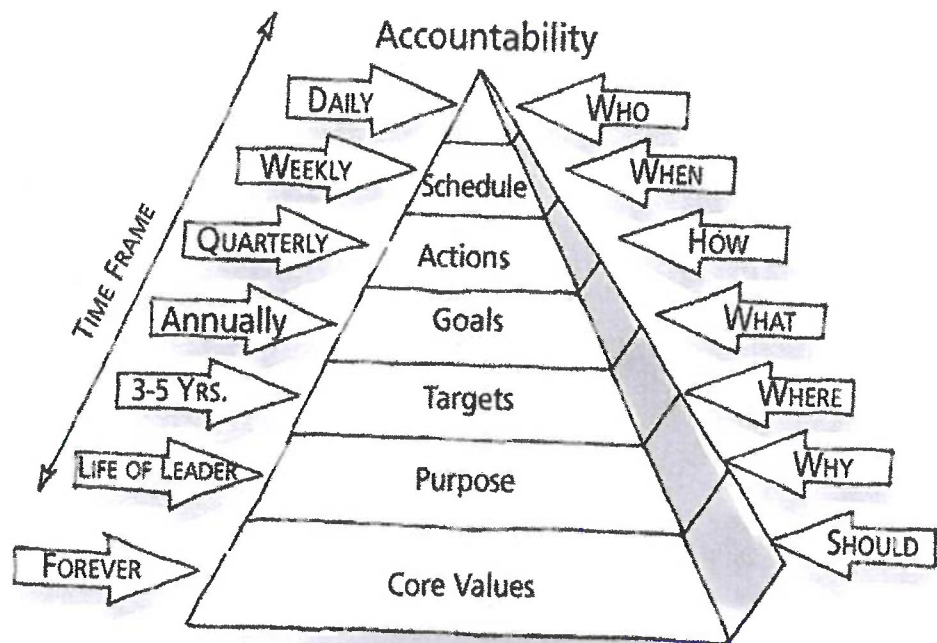 Accountability
DAILY
WHO
WEEKLY
Schedule
WHEN
QUARTERLY
Actions
HOW
Annually
Goals
WHAT
TIME FRAME
3-5 YRS.
Targets
WHERE
LIFE OF LEADER
Purpose
WHY
FOREVER
Core Values
SHOULD